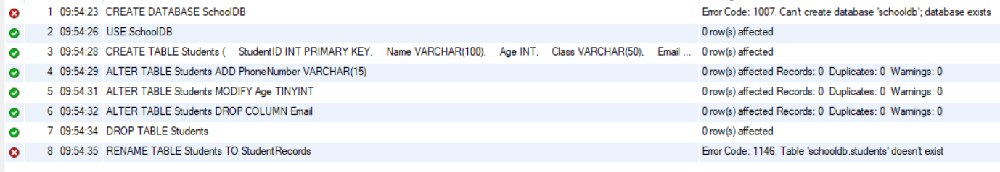 1 09:54:23 CREATE DATABASE SchoolDB Error Code: 1007. Can't create database 'schooldb'; database exists
2 09:54:26 USE SchoolDB 0 row(s) affected
3 09:54:28 CREATE TABLE Students ( StudentID INT PRIMARY KEY, Name VARCHAR(100), Age INT, Class VARCHAR(50), Email ... 0 row(s) affected
4 09:54:29 ALTER TABLE Students ADD PhoneNumber VARCHAR(15) 0 row(s) affected Records: 0 Duplicates: 0 Warnings: 0
5 09:54:31 ALTER TABLE Students MODIFY Age TINYINT 0 row(s) affected Records: 0 Duplicates: 0 Warnings: 0
6 09:54:32 ALTER TABLE Students DROP COLUMN Email 0 row(s) affected Records: 0 Duplicates: 0 Warnings: 0
7 09:54:34 DROP TABLE Students 0 row(s) affected
8 09:54:35 RENAME TABLE Students TO StudentRecords Error Code: 1146. Table 'schooldb.students' doesn't exist